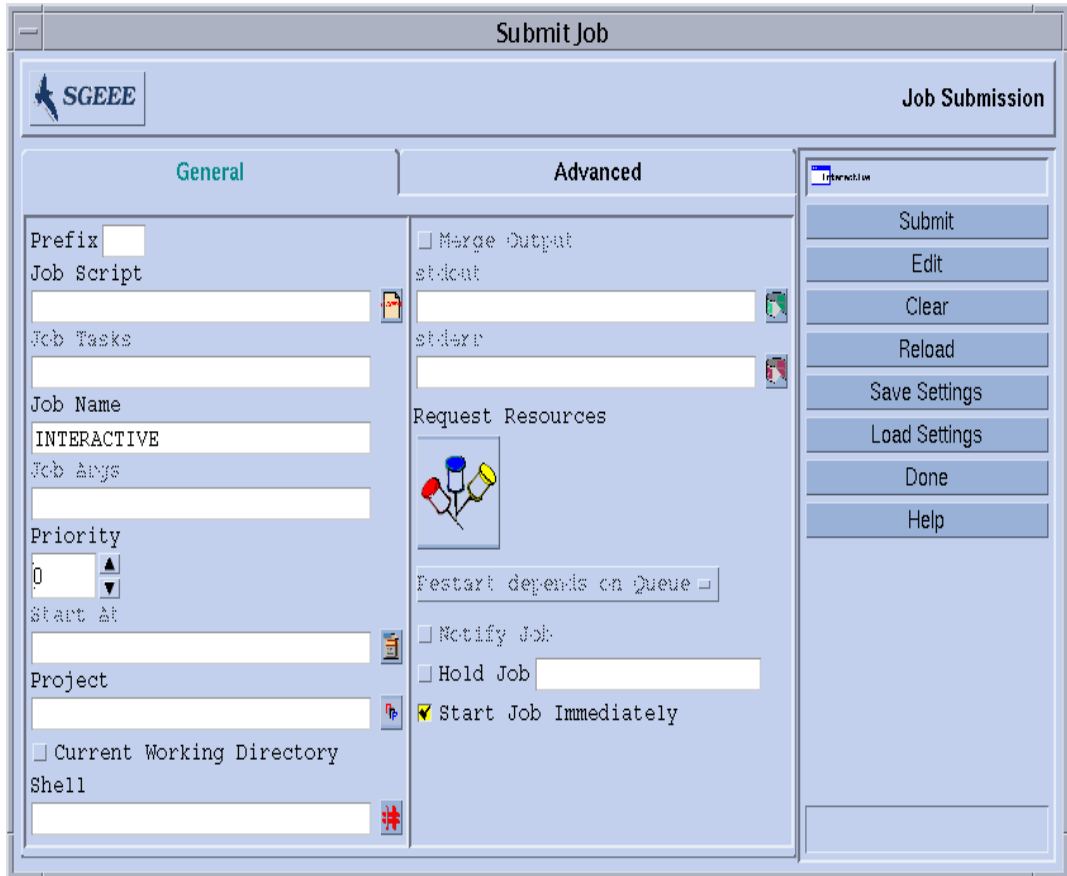 Submit Job
SGEEE
Job Submission
General
Advanced
Interactive
Prefix
Job Script
Job Tasks
Job Name
INTERACTIVE
Job Args
Priority
0
Start At
Project
Current Working Directory
Shell
Merge Output
stdout
stderr
Request Resources
Restart depends on Queue
Notify Job
Hold Job
Start Job Immediately
Submit
Edit
Clear
Reload
Save Settings
Load Settings
Done
Help